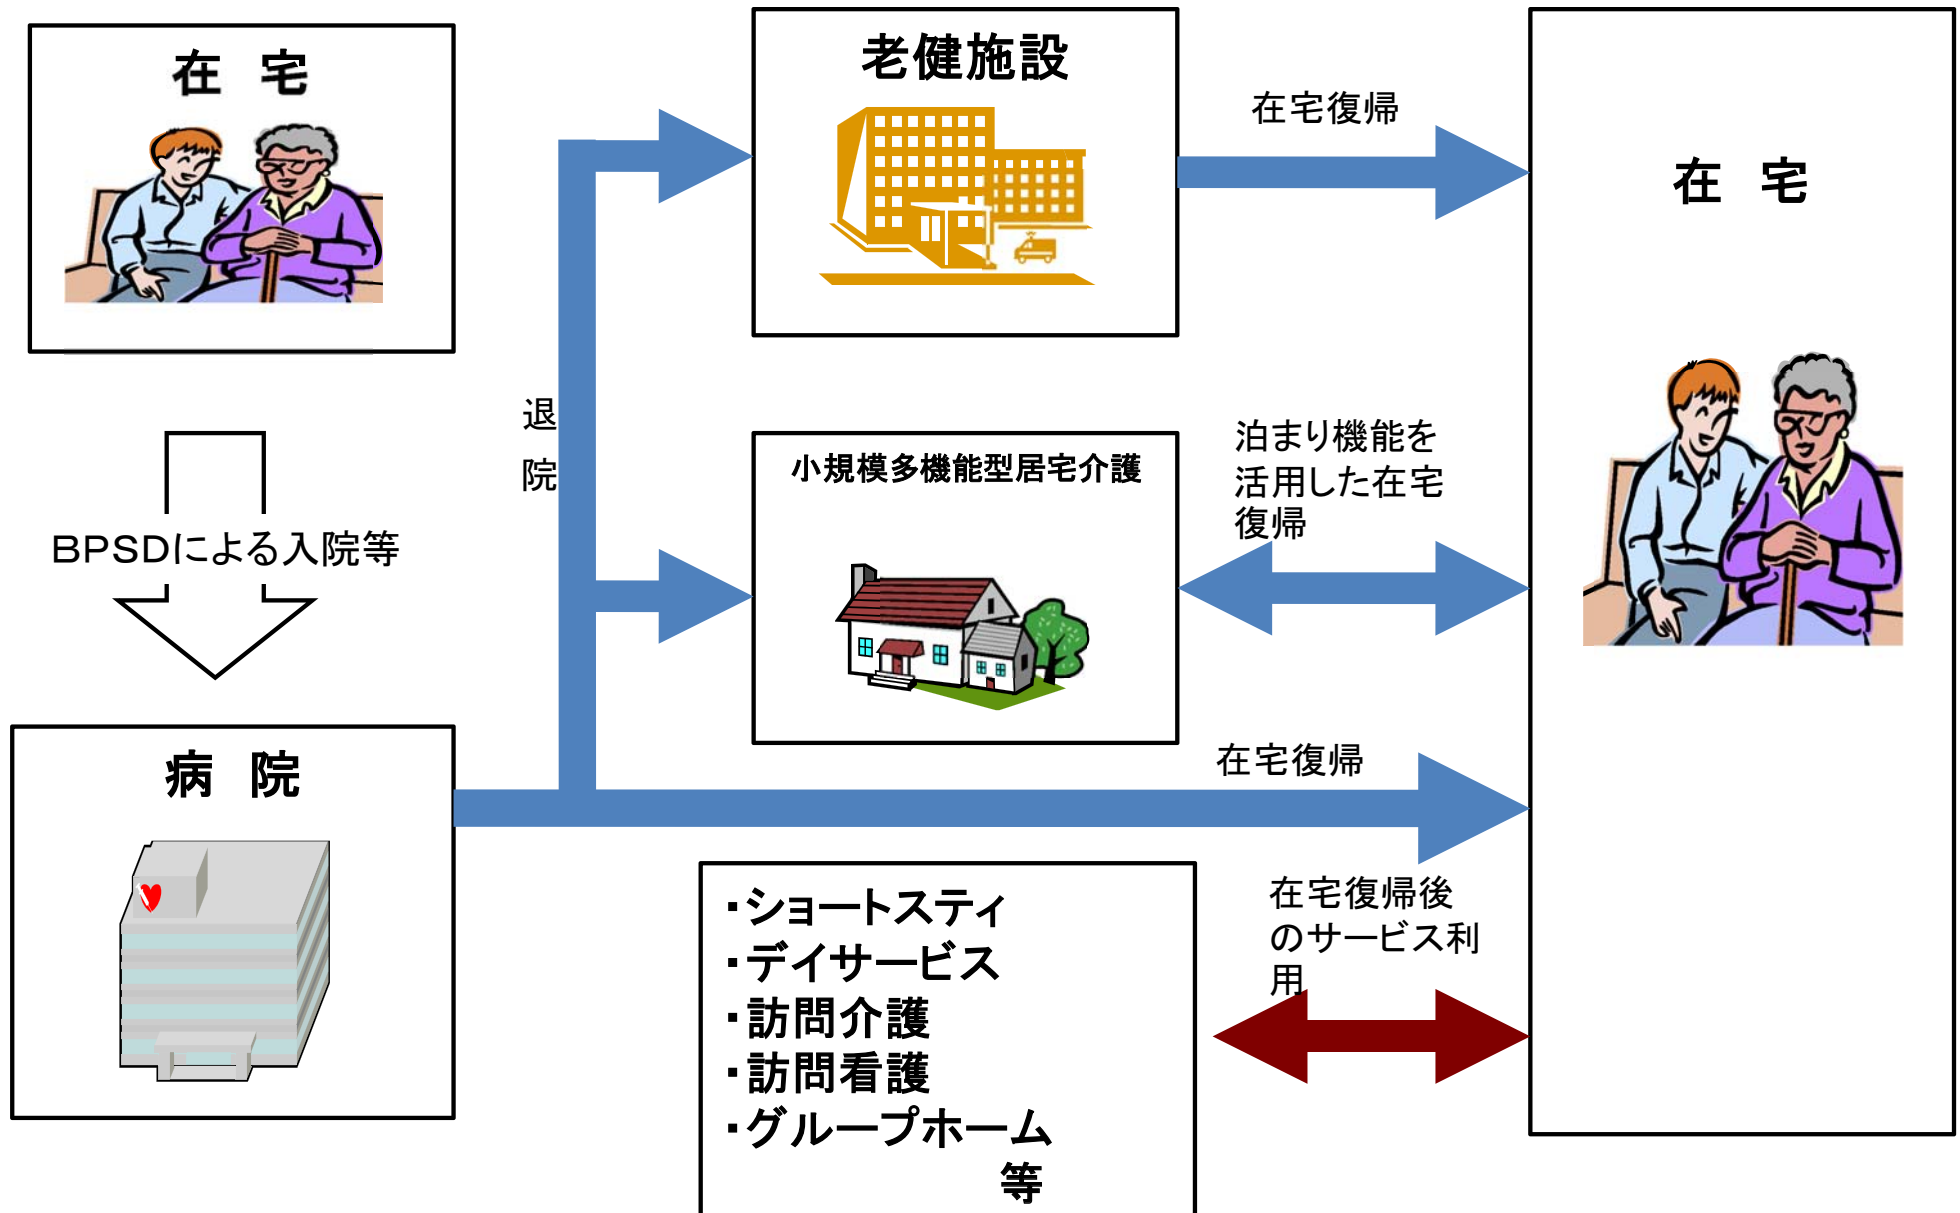 在　宅
BPSDによる入院等
病　院
退
院
老健施設
在宅復帰
小規模多機能型居宅介護
泊まり機能を
活用した在宅
復帰
在宅復帰
・ショートスティ
・デイサービス
・訪問介護
・訪問看護
・グループホーム
等
在宅復帰後
のサービス利
用
在　宅